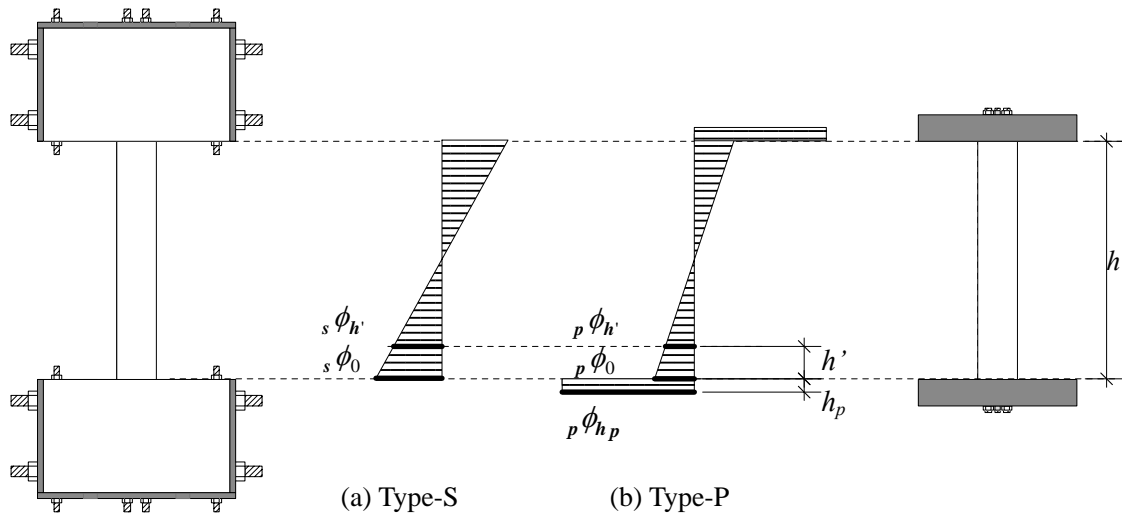 h
sϕh'
pϕh'
sϕ0
pϕ0
h’
hp
pϕhp
(a) Type-S
(b) Type-P